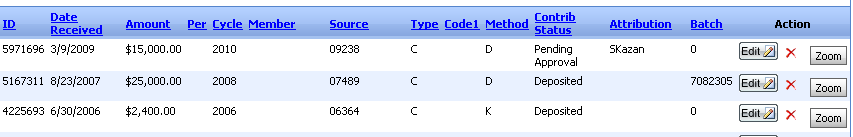 ID Date Received Amount Per Cycle Member Source Type Code1 Method Contrib Status Attribution Batch Action
5971696 3/9/2009 $15,000.00 2010 09238 C D Pending Approval SKazan 0 Edit Zoom
5167311 8/23/2007 $25,000.00 2008 07489 C D Deposited 7082305 Edit Zoom
4225693 6/30/2006 $2,400.00 2006 06364 C K Deposited 0 Edit Zoom